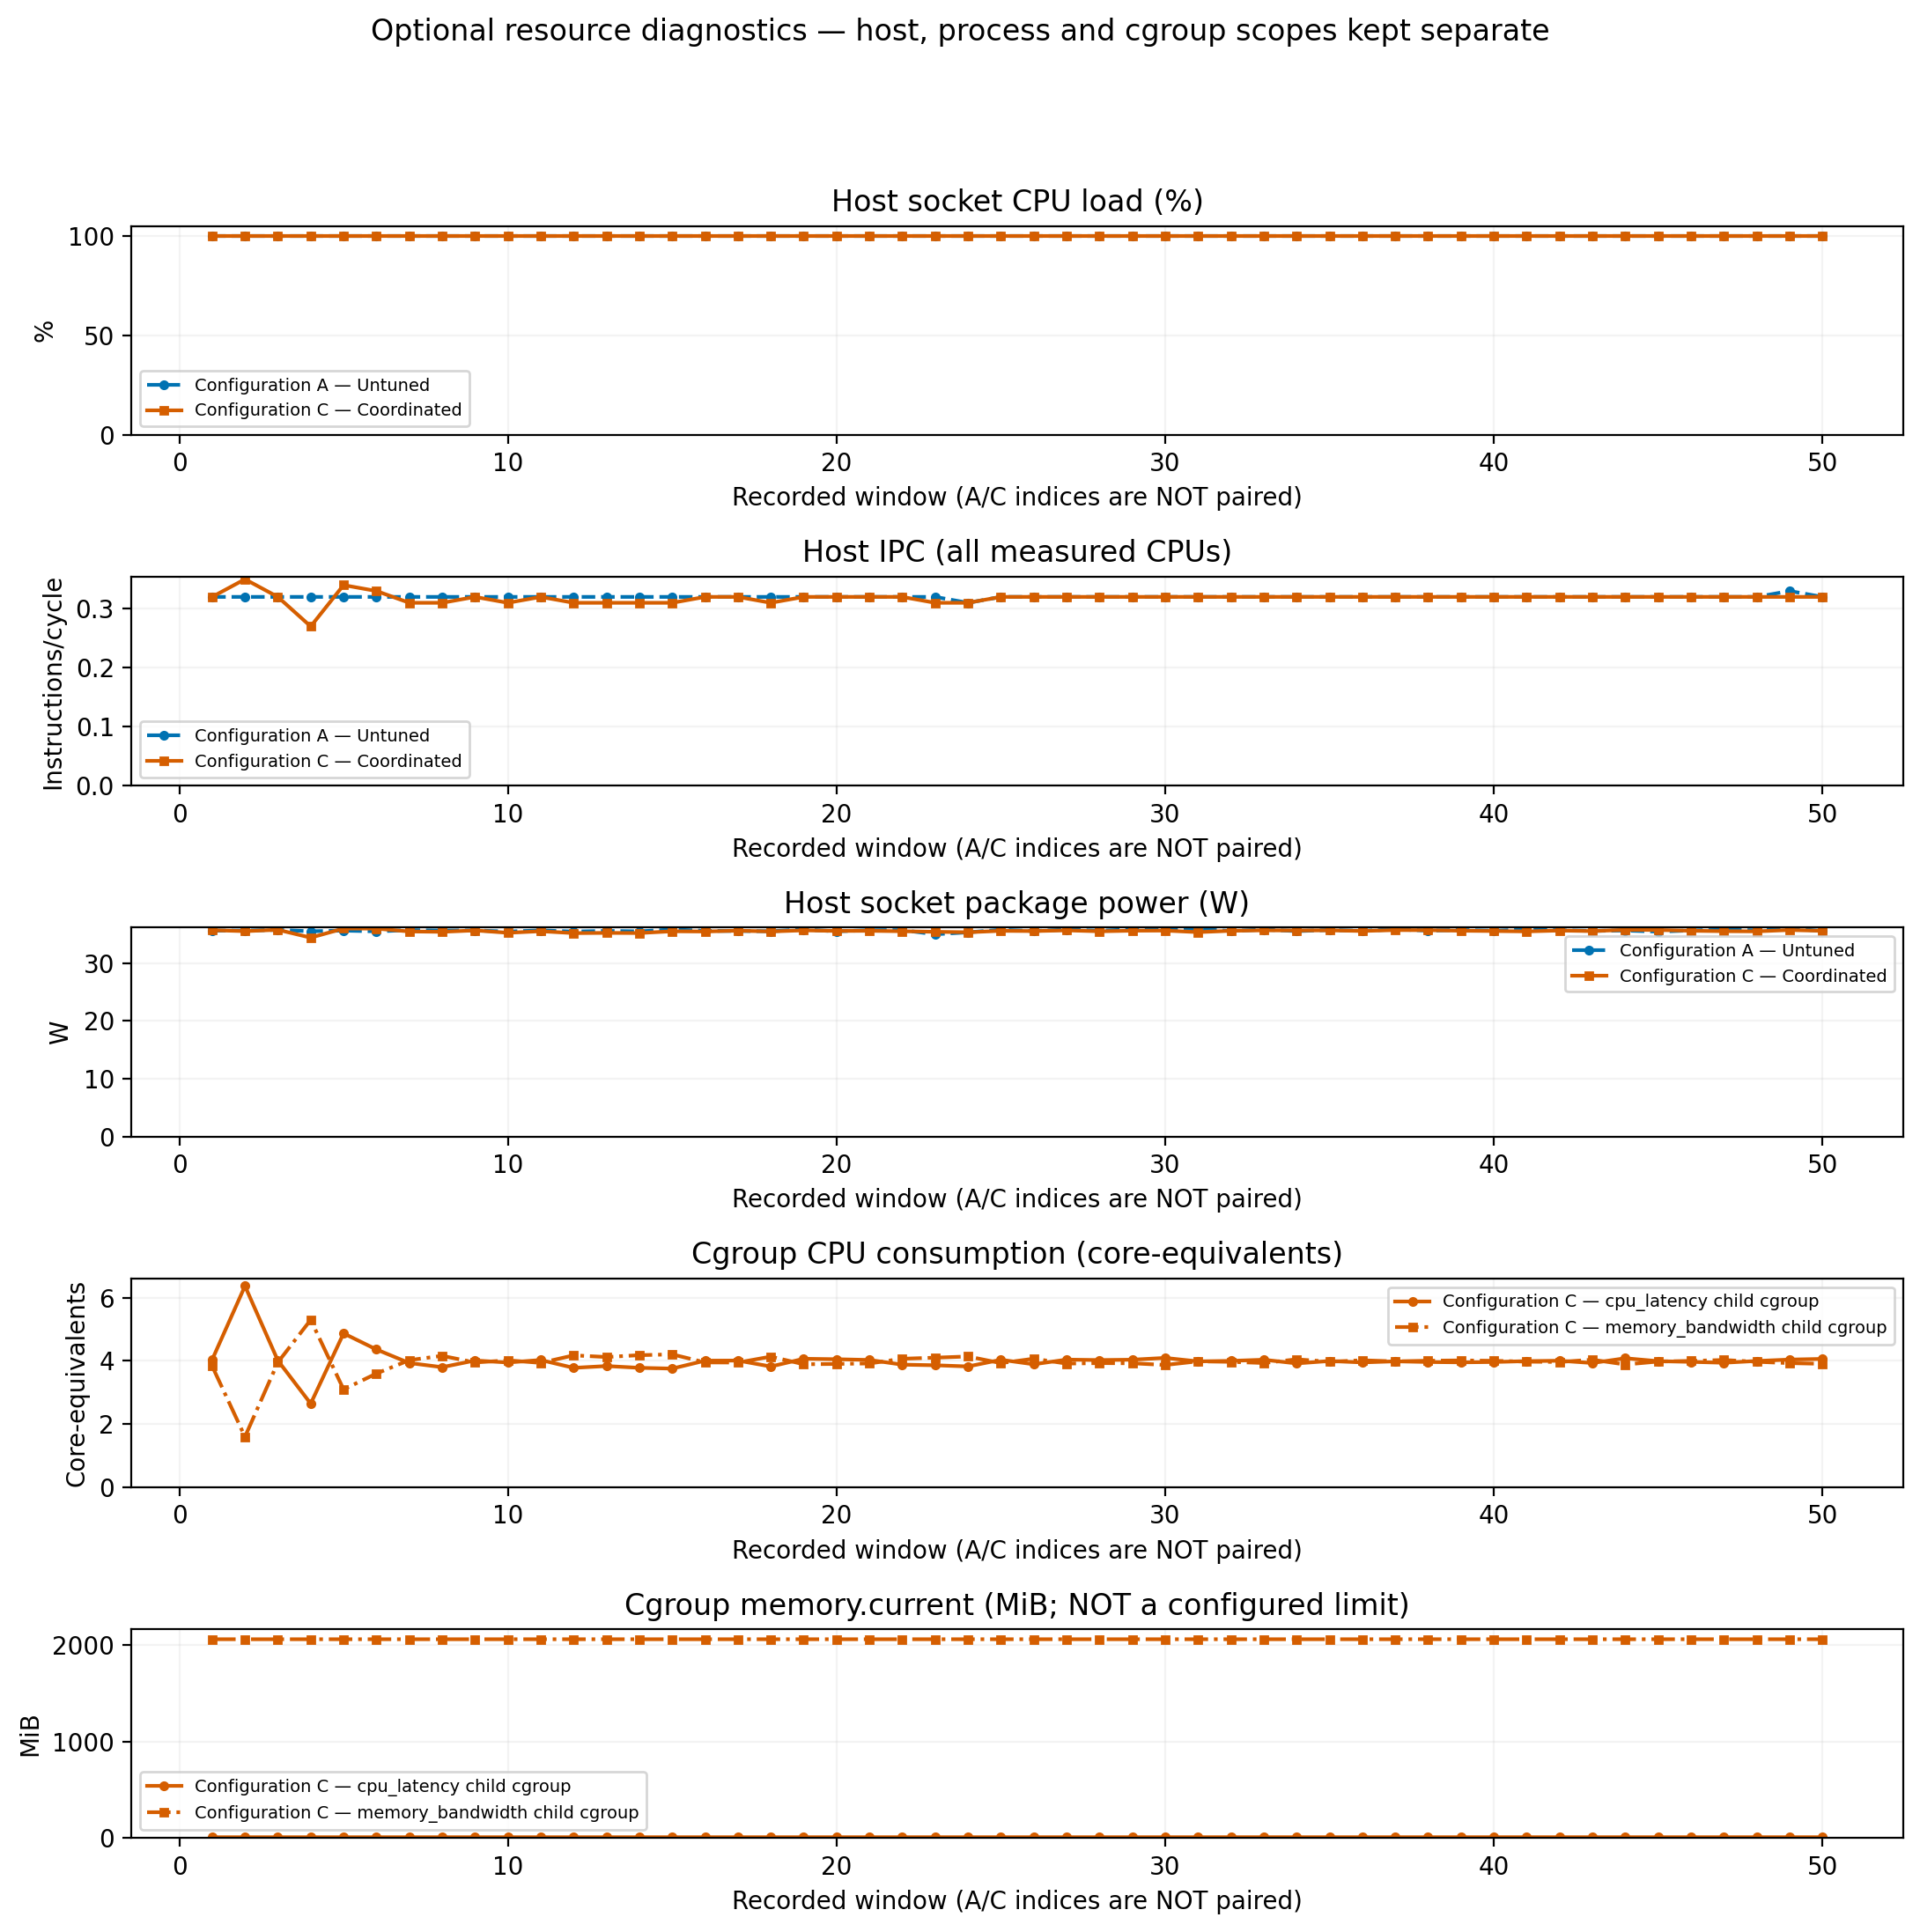 Optional resource diagnostics — host, process and cgroup scopes kept separate
Host socket CPU load (%)
%
100
50
0
Configuration A — Untuned
Configuration C — Coordinated
0 10 20 30 40 50
Recorded window (A/C indices are NOT paired)
Host IPC (all measured CPUs)
Instructions/cycle
0.3
0.2
0.1
0.0
Configuration A — Untuned
Configuration C — Coordinated
0 10 20 30 40 50
Recorded window (A/C indices are NOT paired)
Host socket package power (W)
W
30
20
10
0
Configuration A — Untuned
Configuration C — Coordinated
0 10 20 30 40 50
Recorded window (A/C indices are NOT paired)
Cgroup CPU consumption (core-equivalents)
Core-equivalents
6
4
2
0
Configuration C — cpu_latency child cgroup
Configuration C — memory_bandwidth child cgroup
0 10 20 30 40 50
Recorded window (A/C indices are NOT paired)
Cgroup memory.current (MiB; NOT a configured limit)
MiB
2000
1000
0
Configuration C — cpu_latency child cgroup
Configuration C — memory_bandwidth child cgroup
0 10 20 30 40 50
Recorded window (A/C indices are NOT paired)